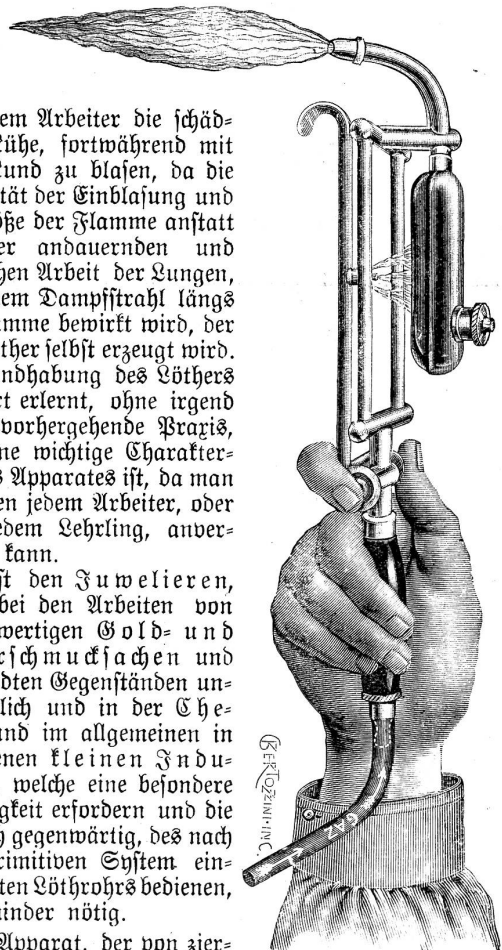 em Arbeiter die schäd-
ühe, fortwährend mit
und zu blasen, da die
tät der Einblasung und
öße der Flamme anstatt
er andauernden und
hen Arbeit der Lungen,
em Dampfstrahl längs
amme bewirkt wird, der
ther selbst erzeugt wird.
ndhabung des Löthers
rt erlernt, ohne irgend
vorhergehende Praxis,
ne wichtige Charakter-
s Apparates ist, da man
en jedem Arbeiter, oder
edem Lehrling, anver-
kann.
st den Juwelieren,
bei den Arbeiten von
wertigen Gold- und
rschmucksachen und
dten Gegenständen un-
lich und in der Che-
und im allgemeinen in
enen kleinen Indu-
welche eine besondere
gkeit erfordern und die
h gegenwärtig, des nach
rimitiven System ein-
ten Löthrohrs bedienen,
inder nötig.
Apparat, der von zier-
BERTOZZINI·INC.
GAZ